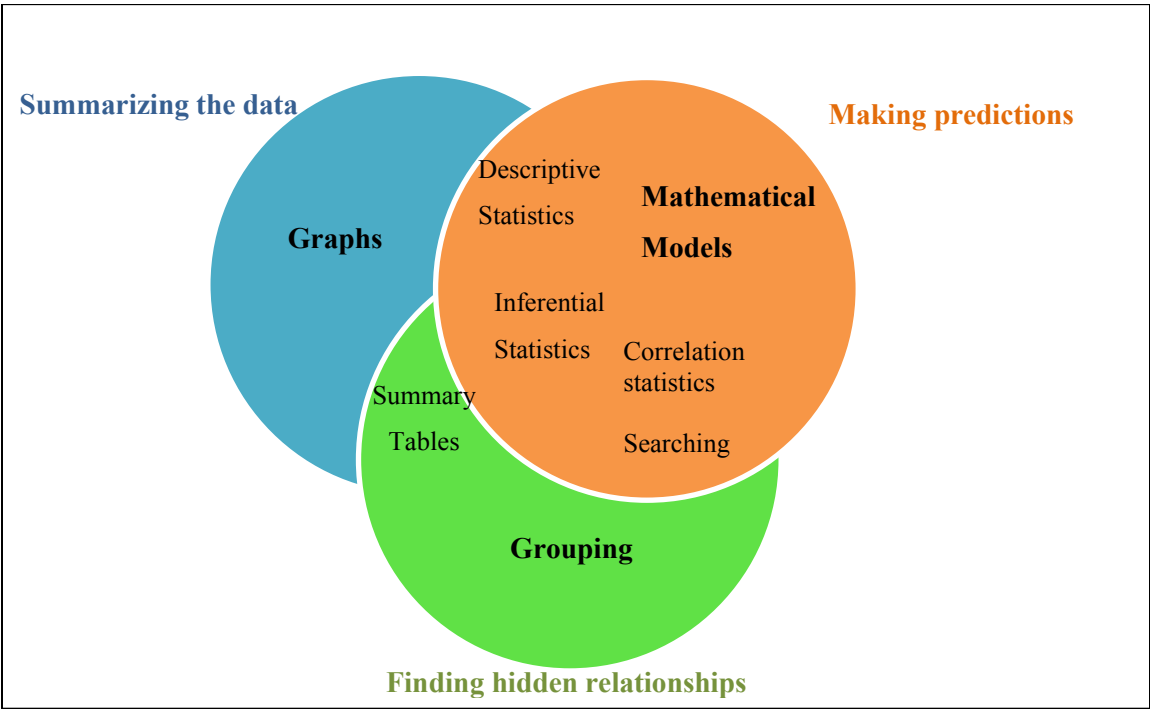 Summarizing the data
Making predictions
Descriptive
Statistics
Mathematical
Models
Graphs
Inferential
Statistics
Correlation
statistics
Summary
Tables
Searching
Grouping
Finding hidden relationships